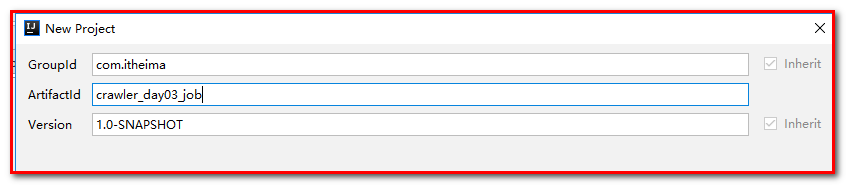 New Project
GroupId com.itheima Inherit
ArtifactId crawler_day03_job
Version 1.0-SNAPSHOT Inherit